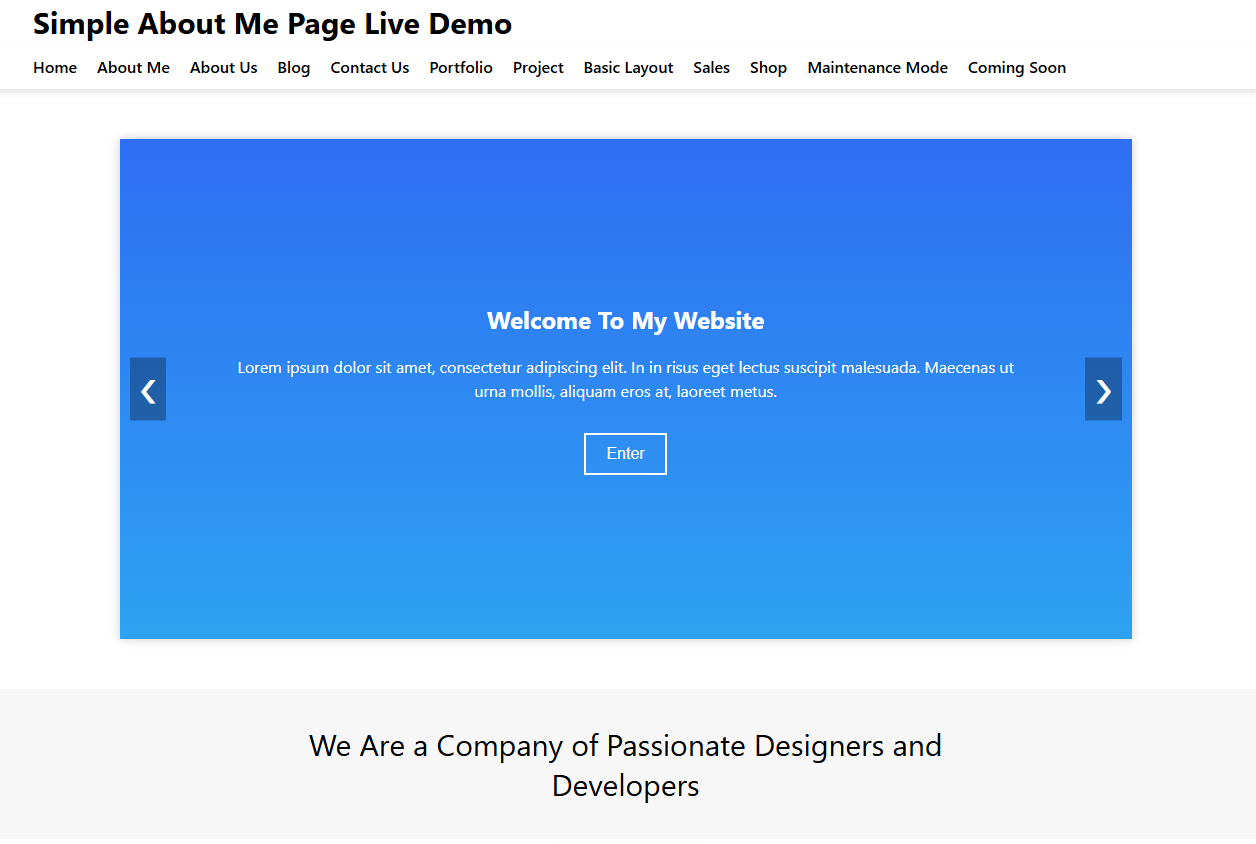 Simple About Me Page Live Demo
Home About Me About Us Blog Contact Us Portfolio Project Basic Layout Sales Shop Maintenance Mode Coming Soon
Welcome To My Website
Lorem ipsum dolor sit amet, consectetur adipiscing elit. In in risus eget lectus suscipit malesuada. Maecenas ut
urna mollis, aliquam eros at, laoreet metus.
❮
❯
Enter
We Are a Company of Passionate Designers and
Developers